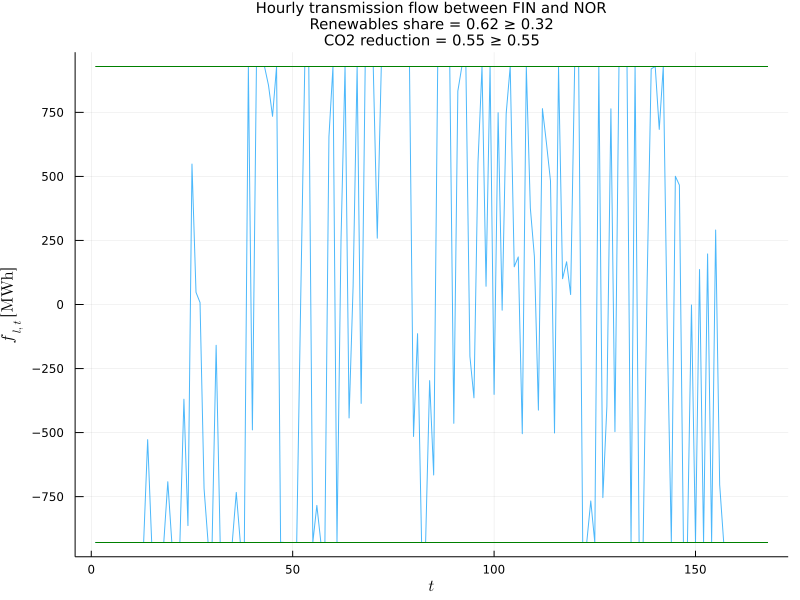 Hourly transmission flow between FIN and NOR
Renewables share = 0.62 ≥ 0.32
CO2 reduction = 0.55 ≥ 0.55
750
500
250
0
−250
−500
−750
f l,t [MWh]
0
50
100
150
t